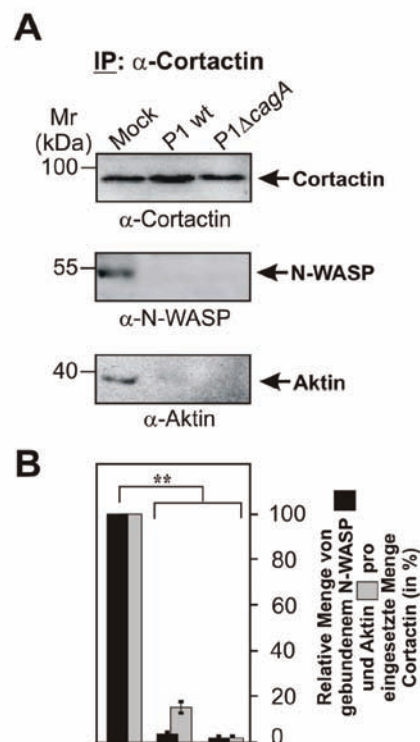 A
IP: α-Cortactin
Mr
(kDa)
Mock
P1 wt
P1ΔcagA
100
Cortactin
α-Cortactin
55
N-WASP
α-N-WASP
40
Aktin
α-Aktin
B
**
100
80
60
40
20
0
Relative Menge von
gebundenem N-WASP
und Aktin pro
eingesetzte Menge
Cortactin (in %)